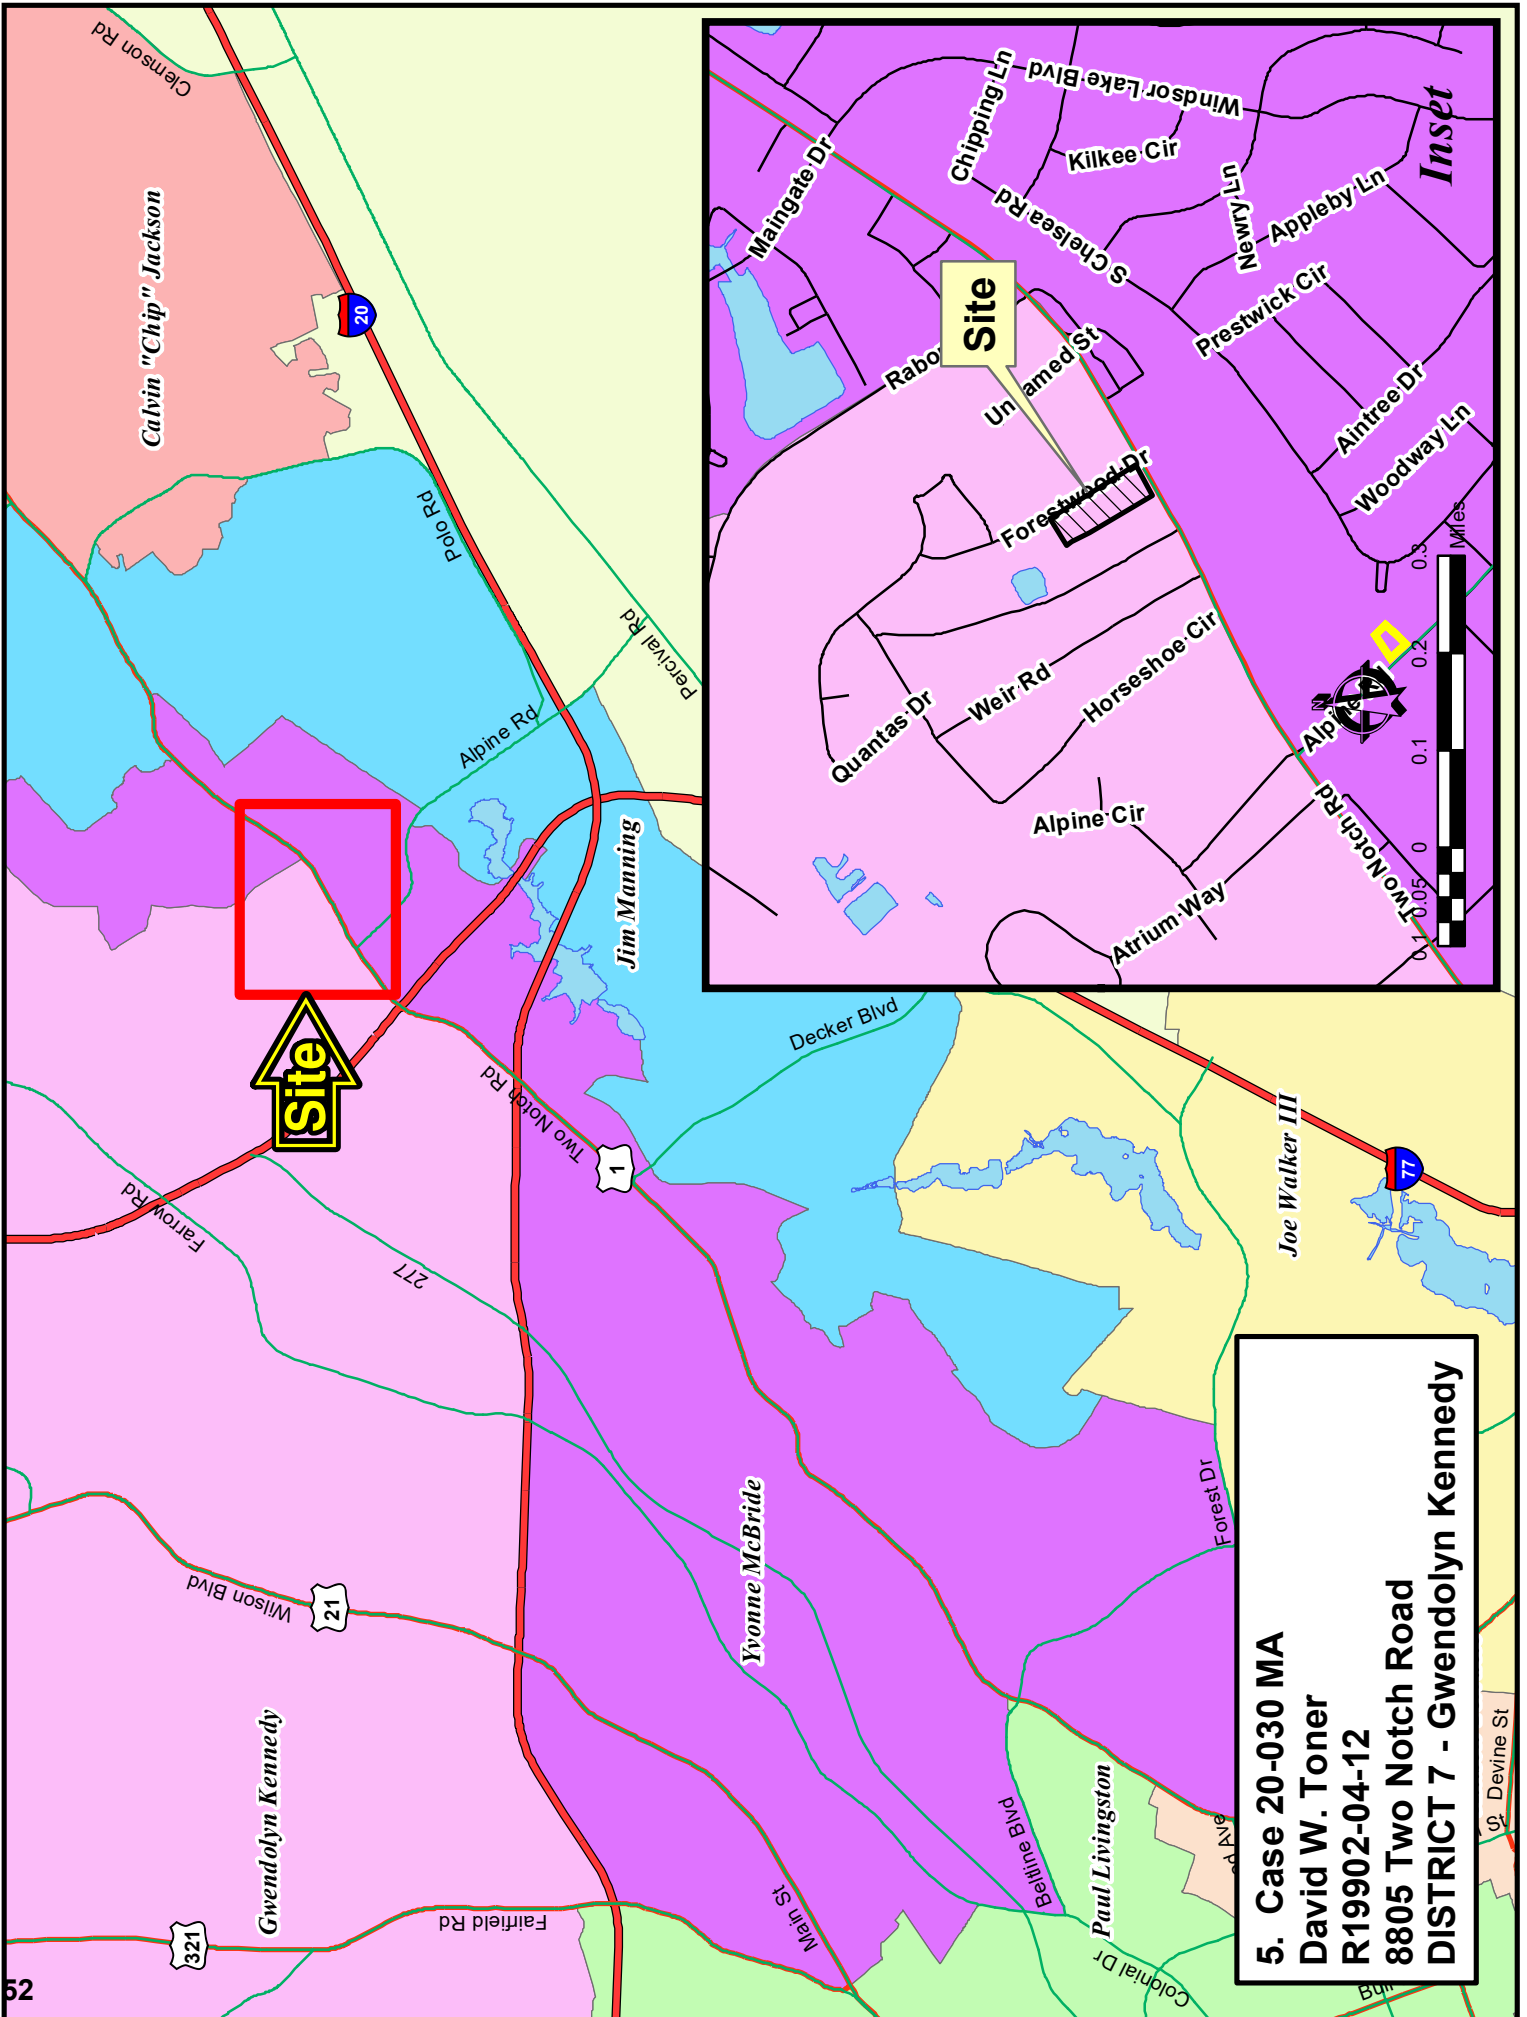 52
5. Case 20-030 MA
David W. Toner
R19902-04-12
8805 Two Notch Road
DISTRICT 7 - Gwendolyn Kennedy
Gwendolyn Kennedy
Yvonne McBride
Paul Livingston
Jim Manning
Joe Walker III
Calvin "Chip" Jackson
Site
321
21
1
20
77
277
Fairfield Rd
Wilson Blvd
Main St
Farrow Rd
Two Notch Rd
Beltline Blvd
Colonial Dr
Forest Dr
Decker Blvd
Alpine Rd
Polo Rd
Percival Rd
Clemson Rd
Devine St
St
Ave
Inset
Site
Maingate Dr
Chipping Ln
Windsor Lake Blvd
Kilkee Cir
S Chelsea Rd
Newry Ln
Appleby Ln
Prestwick Cir
Aintree Dr
Woodway Ln
Forestwood Dr
Quantas Dr
Weir Rd
Horseshoe Cir
Alpine Cir
Atrium Way
Two Notch Rd
N
0.1 0.05 0 0.1 0.2 0.3
Miles